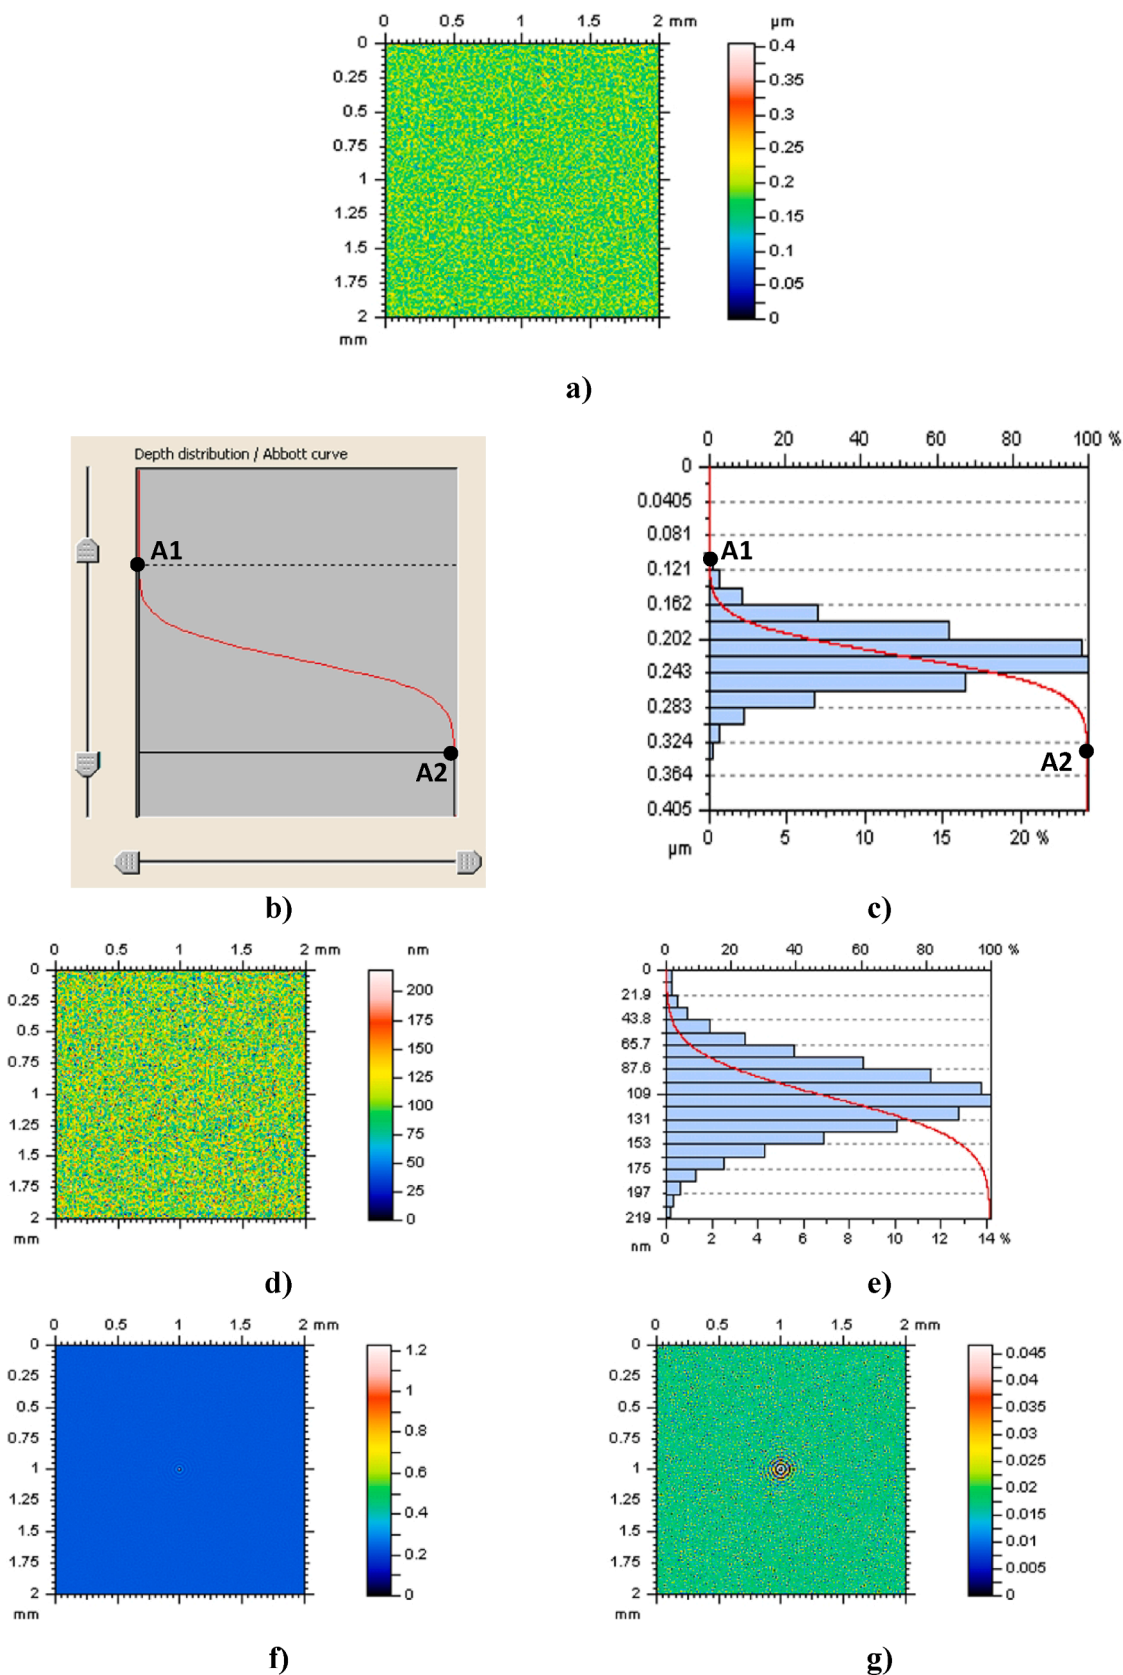 0 0.5 1 1.5 2 mm µm
0 0.4
0.25 0.35
0.5 0.3
0.75 0.25
1 0.2
1.25 0.15
1.5 0.1
1.75 0.05
2 0
mm
a)
Depth distribution / Abbott curve
A1
A2
b)
0 20 40 60 80 100 %
0
0.0405
0.081
A1
0.121
0.162
0.202
0.243
0.283
0.324
A2
0.364
0.405
µm 0 5 10 15 20 %
c)
0 0.5 1 1.5 2 mm nm
0
0.25 200
0.5 175
0.75 150
125
1 100
1.25 75
1.5 50
1.75 25
2 0
mm
d)
0 20 40 60 80 100 %
0
21.9
43.8
65.7
87.6
109
131
153
175
197
219
nm 0 2 4 6 8 10 12 14 %
e)
0 0.5 1 1.5 2 mm
0 1.2
0.25 1
0.5 0.8
0.75 0.6
1 0.4
1.25 0.2
1.5 0
1.75
2
mm
f)
0 0.5 1 1.5 2 mm
0 0.045
0.25 0.04
0.5 0.035
0.75 0.03
1 0.025
1.25 0.02
1.5 0.015
1.75 0.01
2 0.005
mm 0
g)